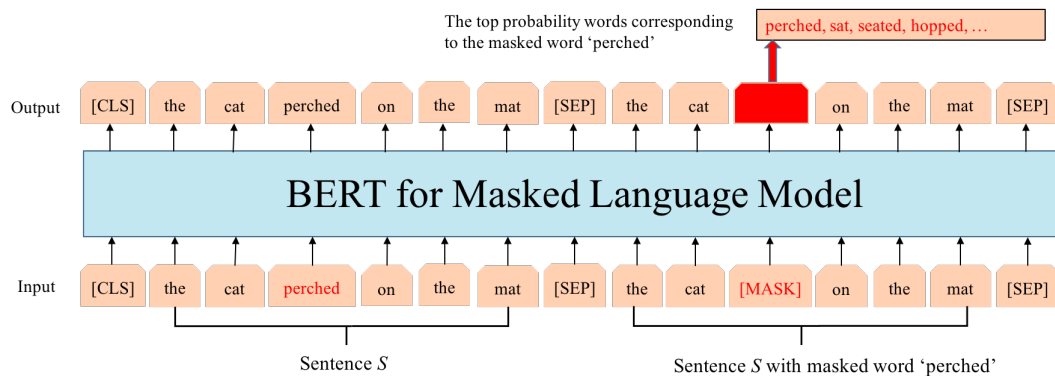 The top probability words corresponding
to the masked word ‘perched’
perched, sat, seated, hopped, …
Output
[CLS] the cat perched on the mat [SEP] the cat on the mat [SEP]
BERT for Masked Language Model
Input
[CLS] the cat perched on the mat [SEP] the cat [MASK] on the mat [SEP]
Sentence S
Sentence S with masked word ‘perched’